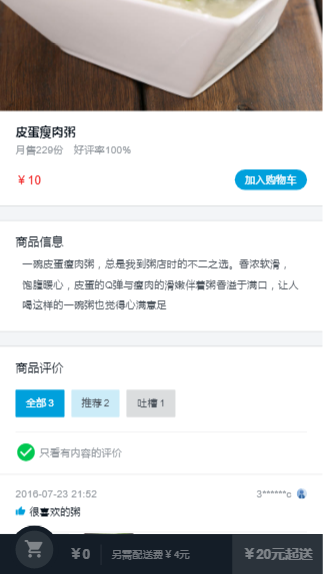 皮蛋瘦肉粥
月售229份 好评率100%
￥10 加入购物车
商品信息
一碗皮蛋瘦肉粥，总是我到粥店时的不二之选。香浓软滑，
饱腹暖心，皮蛋的Q弹与瘦肉的滑嫩伴着粥香溢于满口，让人
喝这样的一碗粥也觉得心满意足
商品评价
全部 3 推荐 2 吐槽 1
只看有内容的评价
2016-07-23 21:52 3******c
很喜欢的粥
￥0 另需配送费￥4元 ￥20元起送